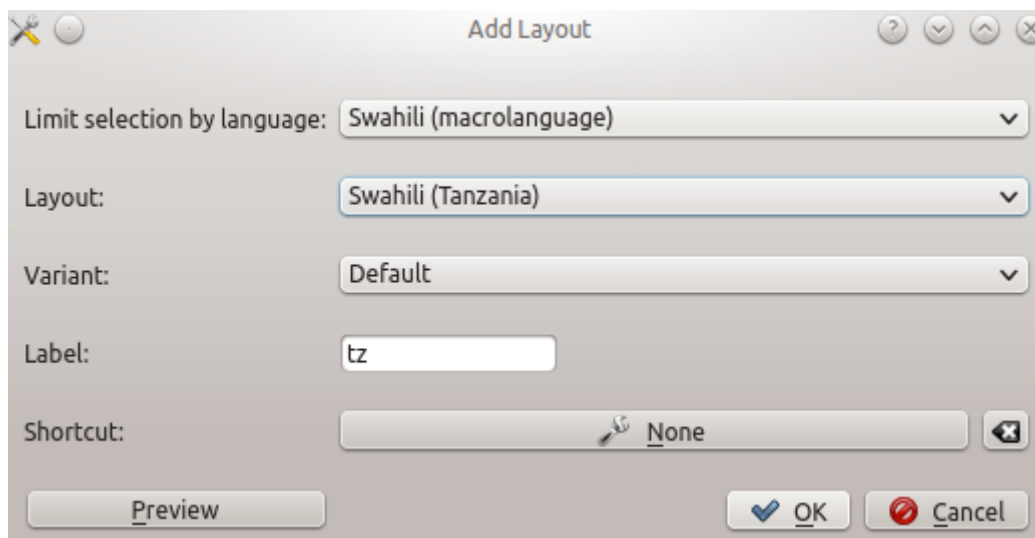 Add Layout
Limit selection by language: Swahili (macrolanguage)
Layout: Swahili (Tanzania)
Variant: Default
Label: tz
Shortcut: None
Preview OK Cancel